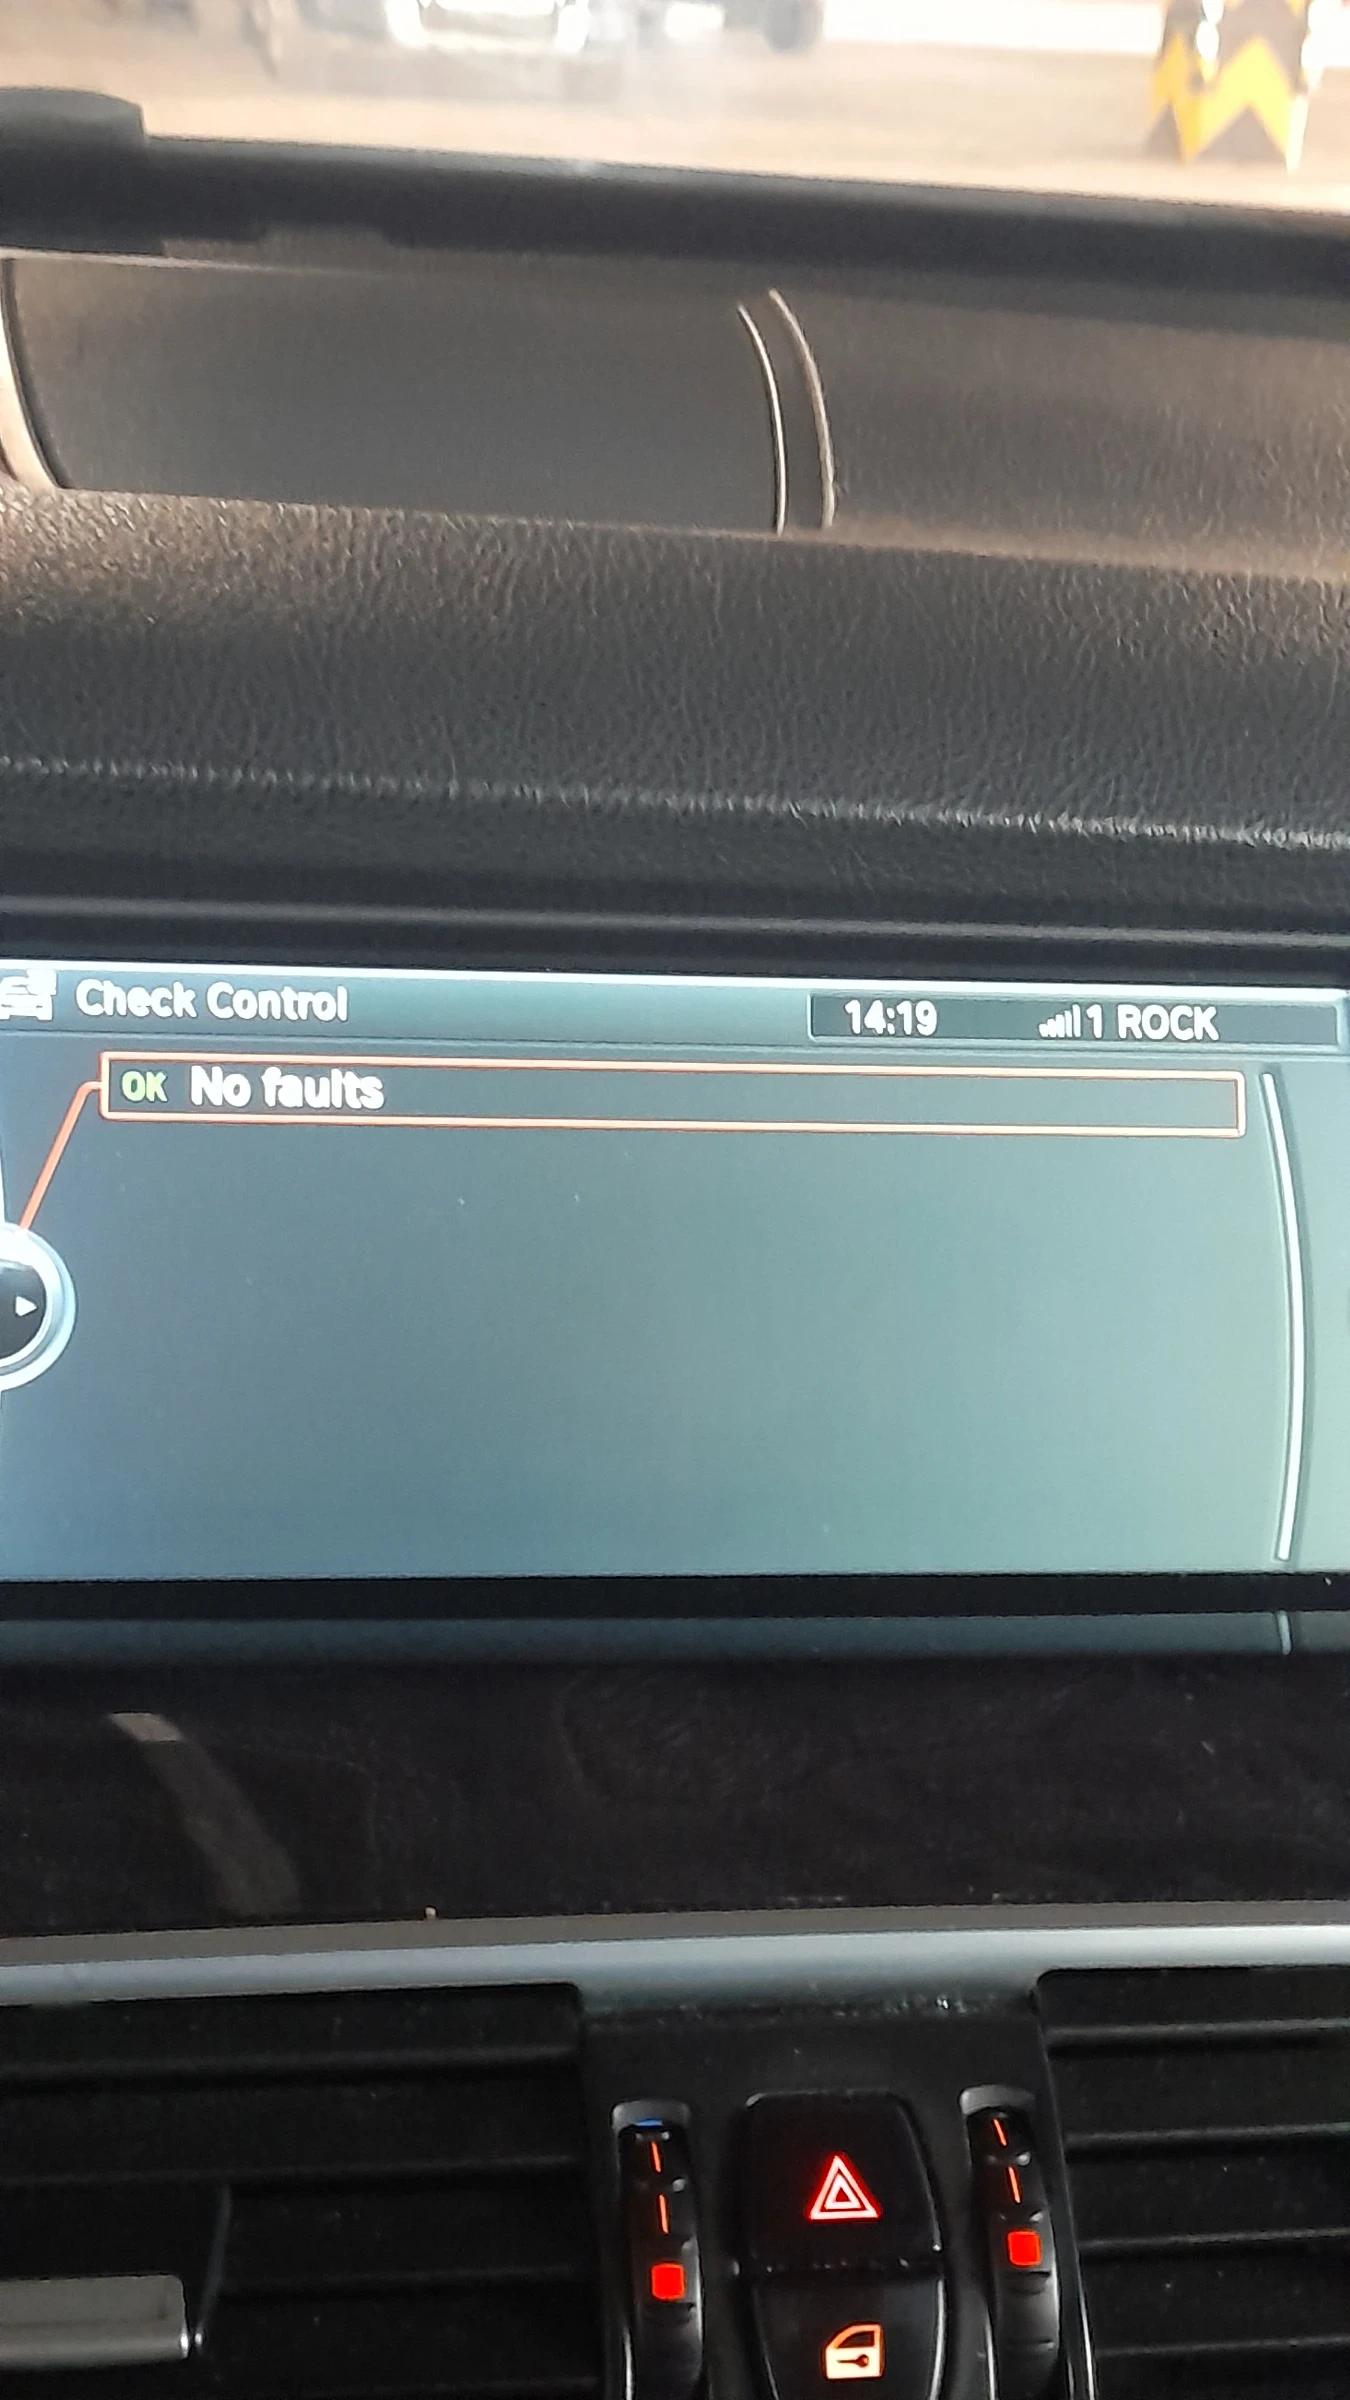 Check Control
14:19
1 ROCK
OK No faults